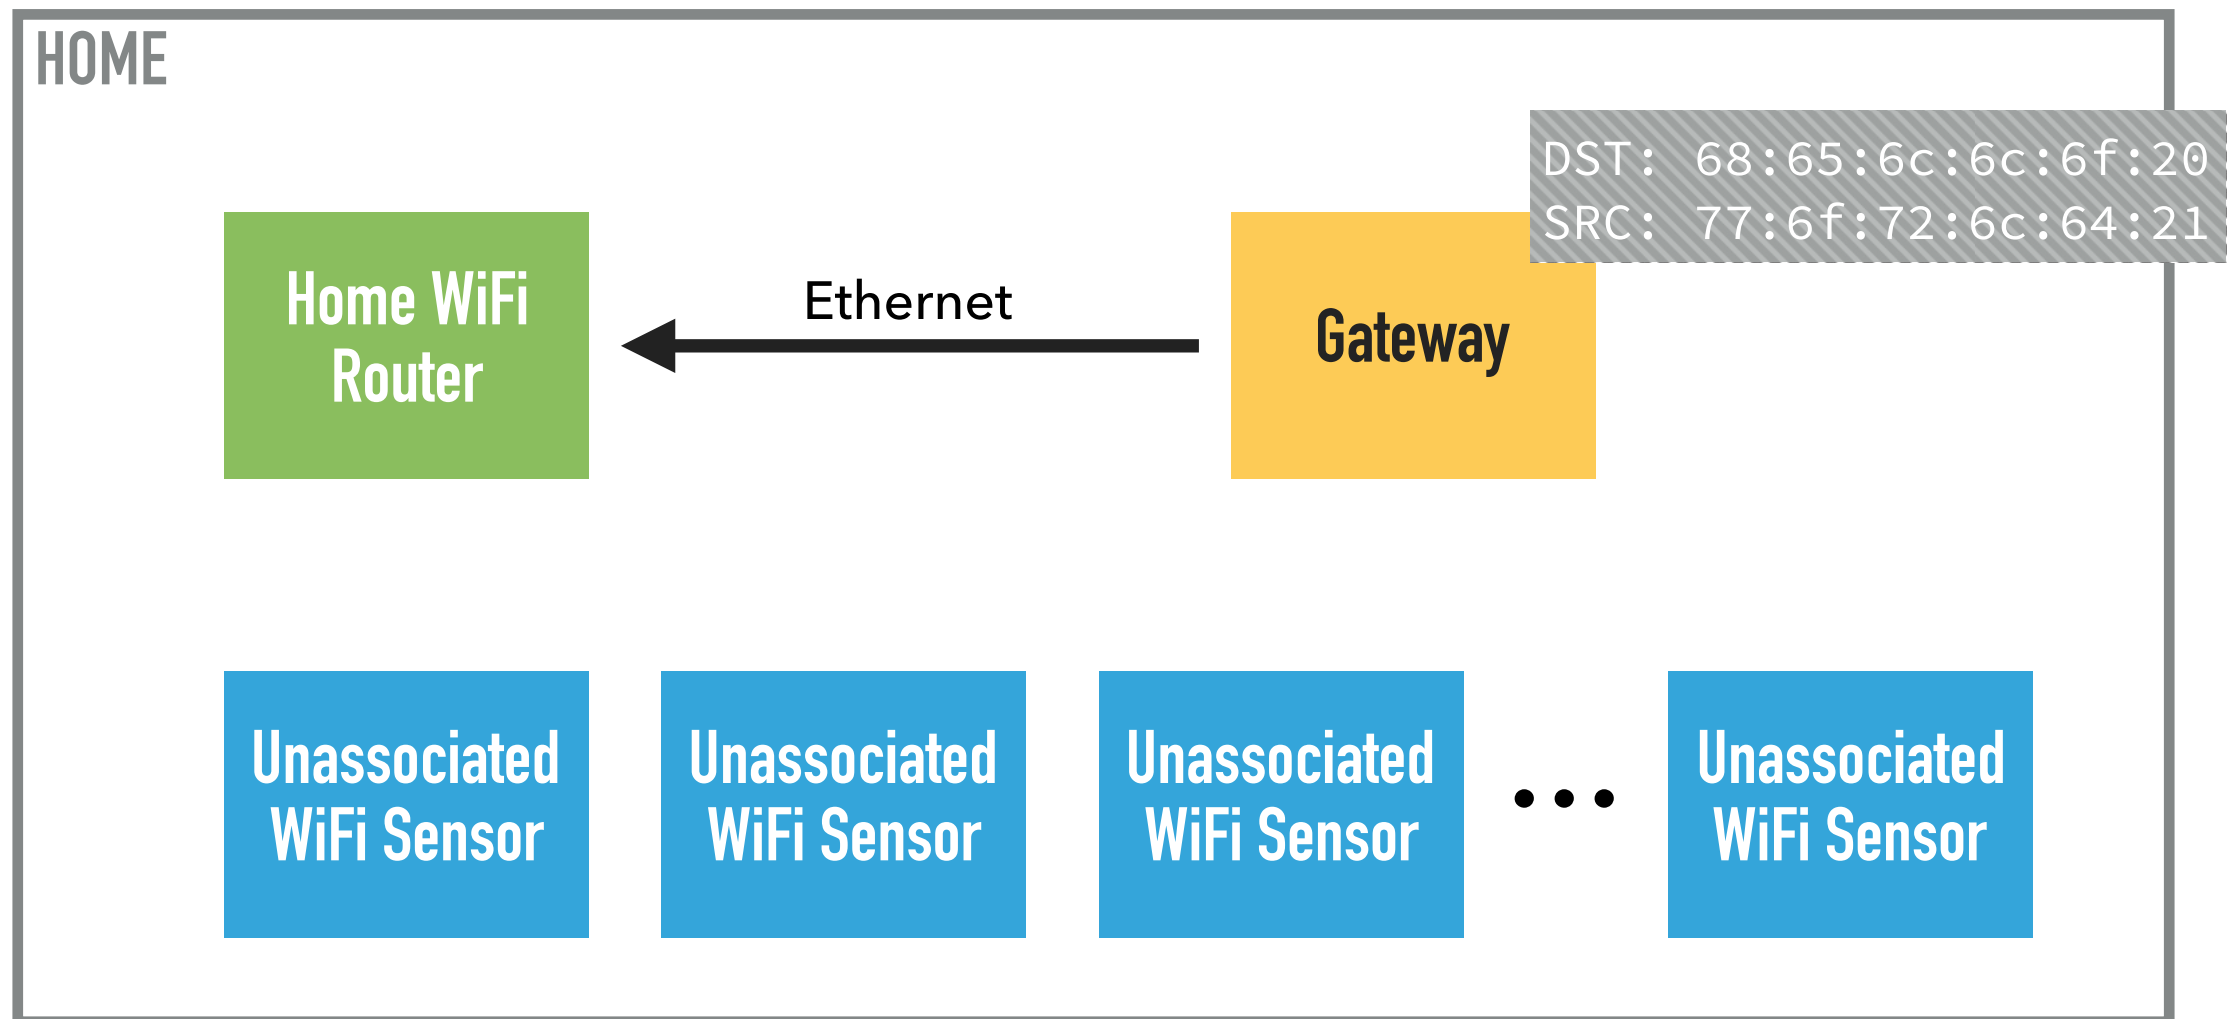 HOME
DST: 68:65:6c:6c:6f:20
SRC: 77:6f:72:6c:64:21
Home WiFi
Router
Ethernet
Gateway
Unassociated
WiFi Sensor
Unassociated
WiFi Sensor
Unassociated
WiFi Sensor
...
Unassociated
WiFi Sensor